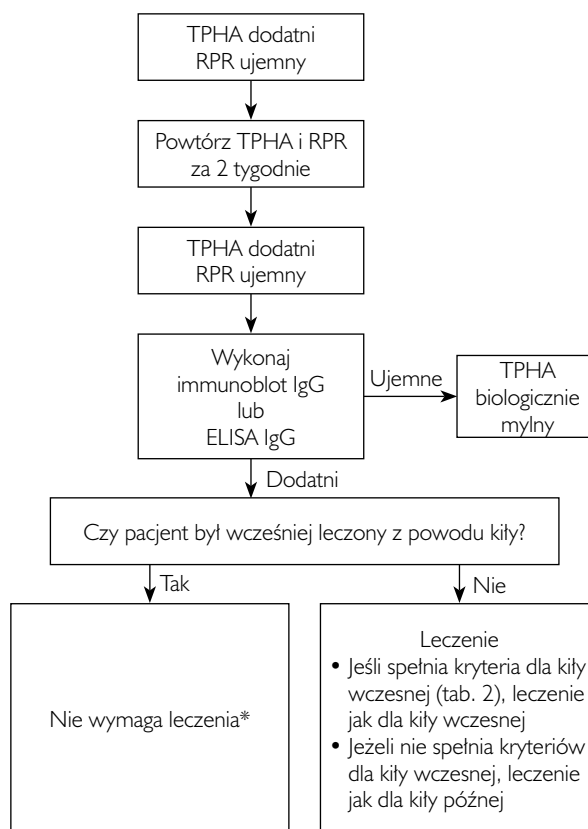 TPHA dodatni
RPR ujemny
Powtórz TPHA i RPR
za 2 tygodnie
TPHA dodatni
RPR ujemny
Wykonaj
immunoblot IgG
lub
ELISA IgG
Ujemne
TPHA
biologicznie
mylny
Dodatni
Czy pacjent był wcześniej leczony z powodu kiły?
Tak
Nie
Nie wymaga leczenia*
Leczenie
• Jeśli spełnia kryteria dla kiły
wczesnej (tab. 2), leczenie
jak dla kiły wczesnej
• Jeżeli nie spełnia kryteriów
dla kiły wczesnej, leczenie
jak dla kiły późnej